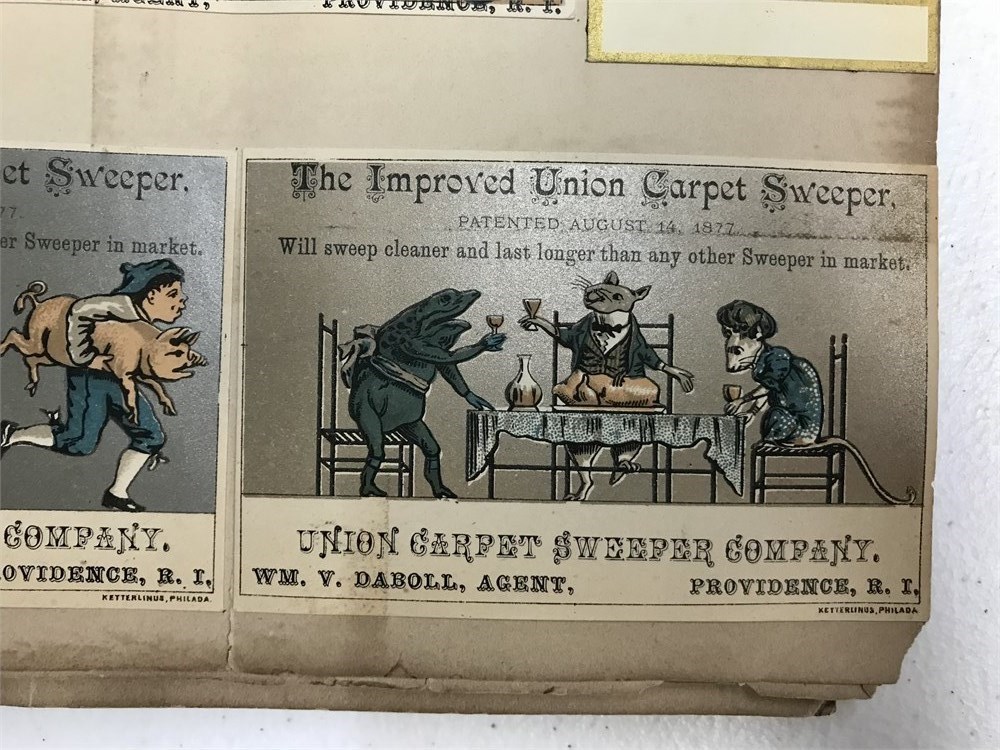 PROVIDENCE, R. I.
et Sweeper.
77.
er Sweeper in market.
COMPANY.
OVIDENCE, R. I.
KETTERLINUS, PHILADA.
The Improved Union Carpet Sweeper,
PATENTED AUGUST 14, 1877.
Will sweep cleaner and last longer than any other Sweeper in market.
UNION CARPET SWEEPER COMPANY.
WM. V. DABOLL, AGENT, PROVIDENCE, R. I.
KETTERLINUS, PHILADA